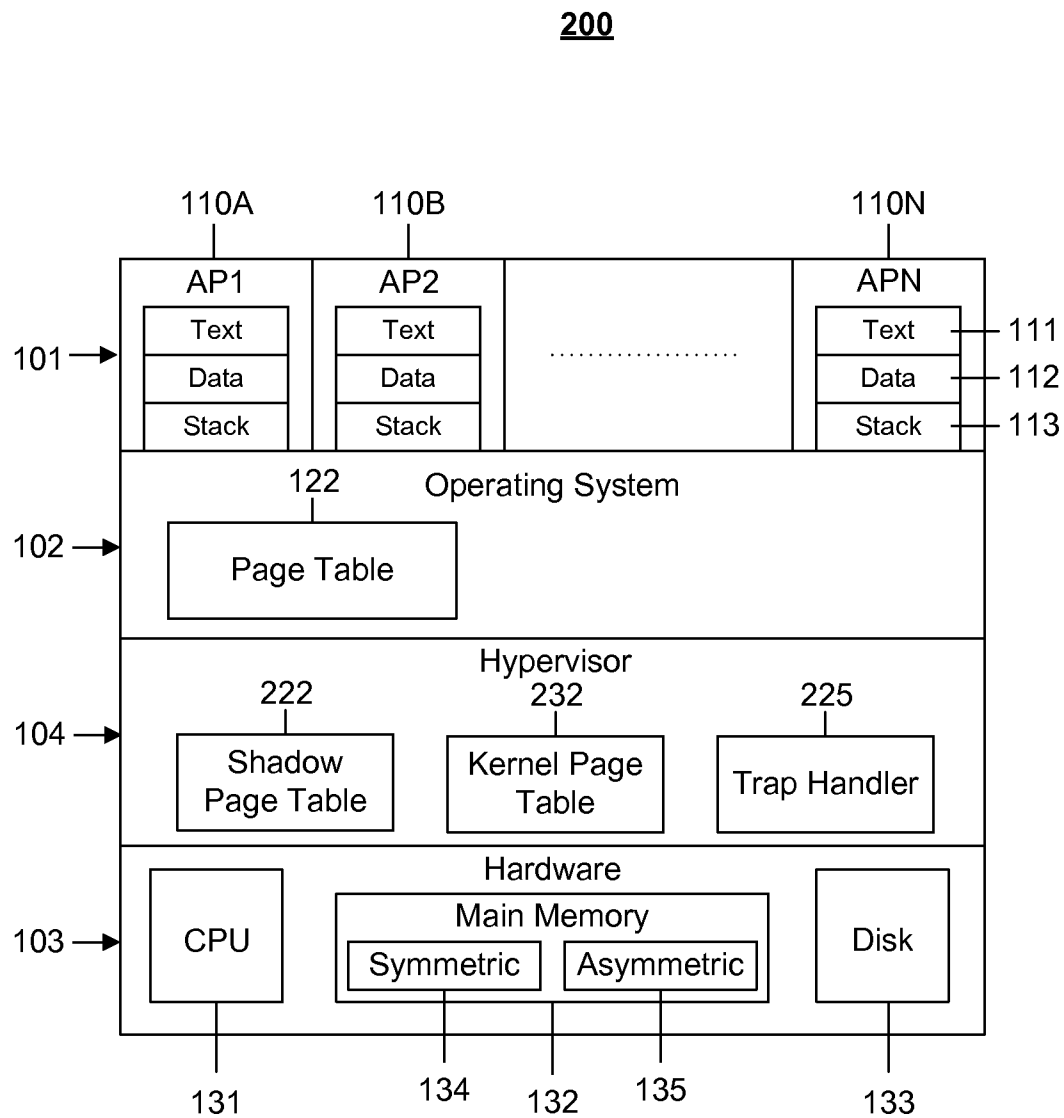 200
110A 110B 110N
AP1 AP2 APN
Text Text Text 111
101 ....................
Data Data Data 112
Stack Stack Stack 113
122 Operating System
102 Page Table
Hypervisor
222 232 225
104
Shadow Page Table
Kernel Page Table
Trap Handler
Hardware
Main Memory
103 CPU Symmetric Asymmetric Disk
131 134 132 135 133